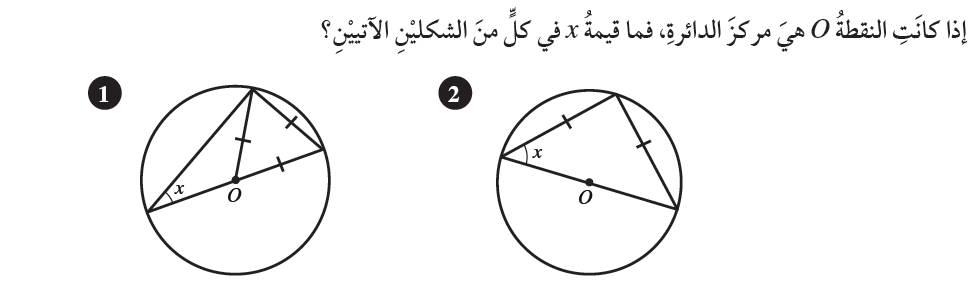 إذا كانَتِ النقطةُ O هيَ مركزَ الدائرةِ، فما قيمةُ x في كلٍّ منَ الشكليْنِ الآتييْنِ؟
1
2
x
O
x
O